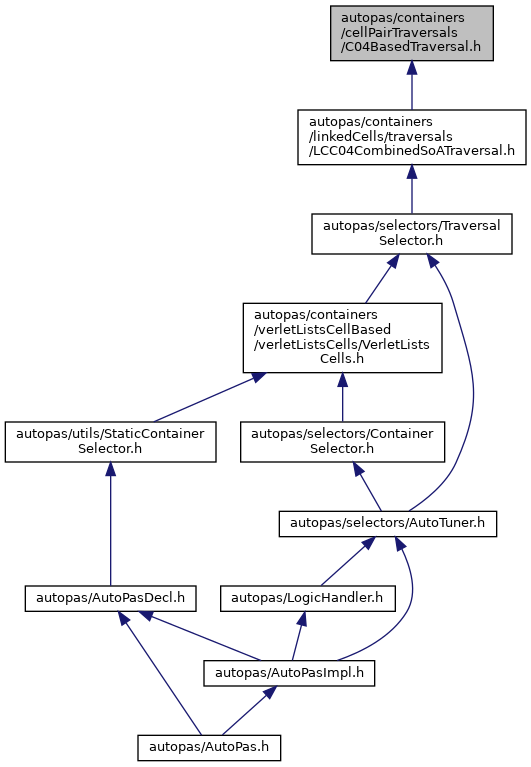 autopas/containers
/cellPairTraversals
/C04BasedTraversal.h
autopas/containers
/linkedCells/traversals
/LCC04CombinedSoATraversal.h
autopas/selectors/Traversal
Selector.h
autopas/containers
/verletListsCellBased
/verletListsCells/VerletLists
Cells.h
autopas/utils/StaticContainer
Selector.h
autopas/selectors/Container
Selector.h
autopas/selectors/AutoTuner.h
autopas/AutoPasDecl.h
autopas/LogicHandler.h
autopas/AutoPasImpl.h
autopas/AutoPas.h